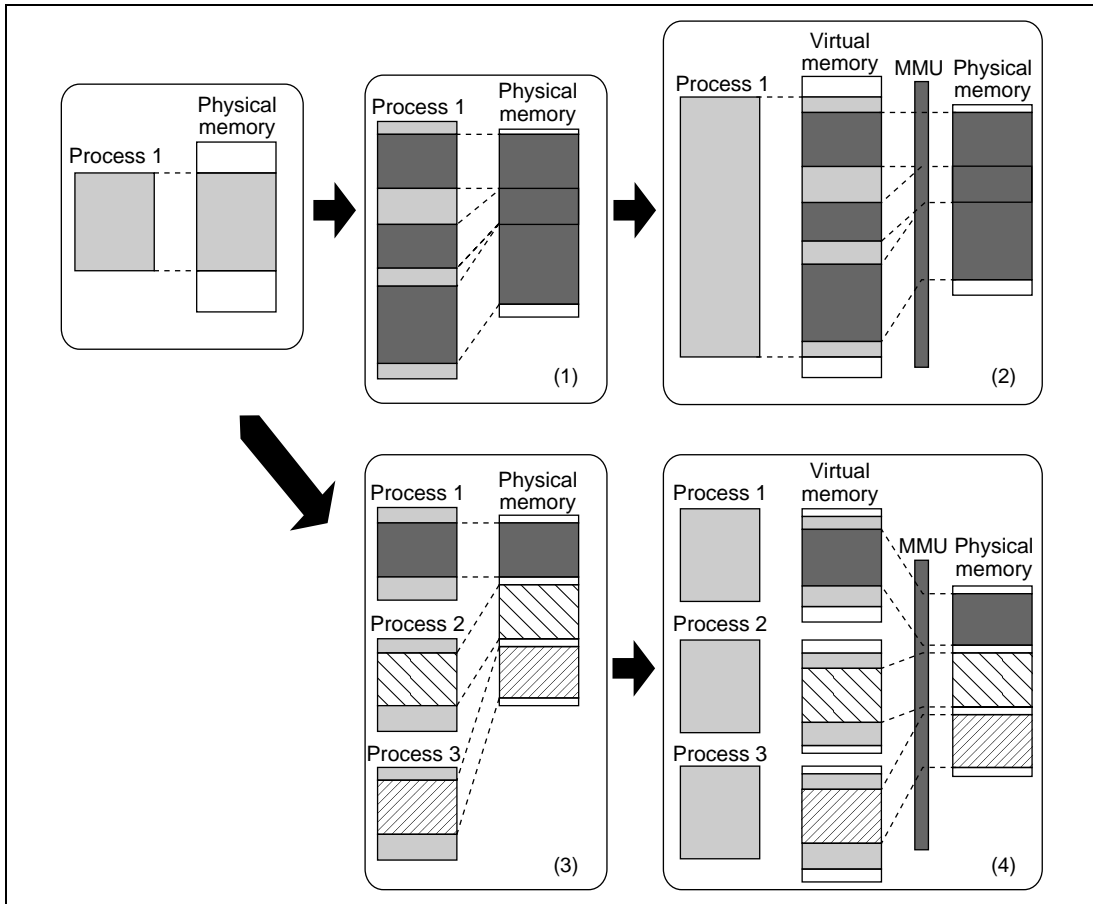 Physical
memory
Process 1
Process 1
Physical
memory
(1)
Virtual
memory
MMU
Physical
memory
Process 1
(2)
Process 1
Physical
memory
Process 2
Process 3
(3)
Process 1
Virtual
memory
MMU
Physical
memory
Process 2
Process 3
(4)